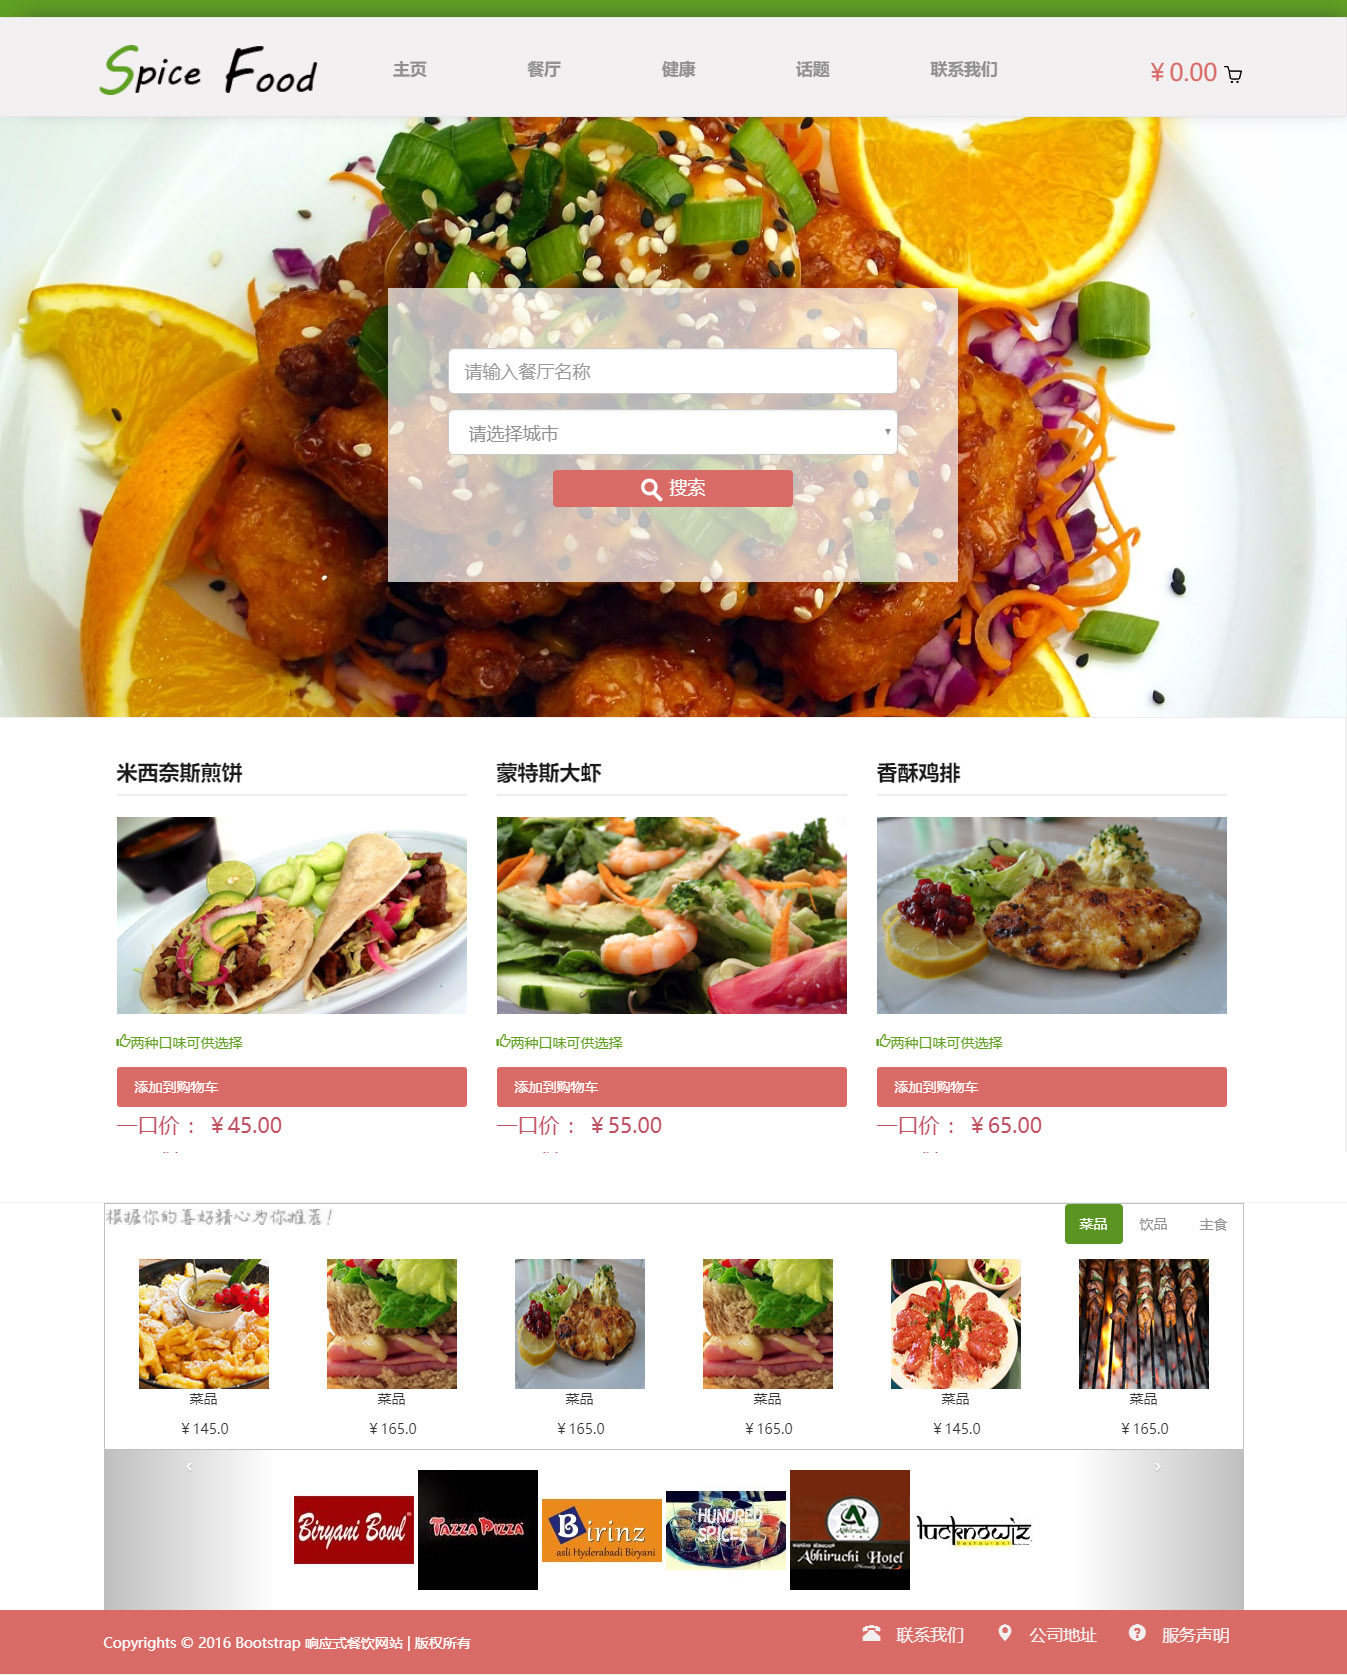 Spice Food
主页 餐厅 健康 话题 联系我们 ¥ 0.00
请输入餐厅名称
请选择城市
搜索
米西奈斯煎饼 蒙特斯大虾 香酥鸡排
两种口味可供选择 两种口味可供选择 两种口味可供选择
添加到购物车 添加到购物车 添加到购物车
一口价： ¥ 45.00 一口价： ¥ 55.00 一口价： ¥ 65.00
根据你的喜好精心为你推荐！ 菜品 饮品 主食
菜品 菜品 菜品 菜品 菜品 菜品
¥ 145.0 ¥ 165.0 ¥ 165.0 ¥ 165.0 ¥ 145.0 ¥ 165.0
Biryani Bowl
TAZZA PIZZA
Birinz
asli Hyderabadi Biryani
HUNDRED
SPICES
Abhiruchi
Abhiruchi Hotel
lucknowiz
Restaurant
Copyrights © 2016 Bootstrap 响应式餐饮网站 | 版权所有 联系我们 公司地址 服务声明